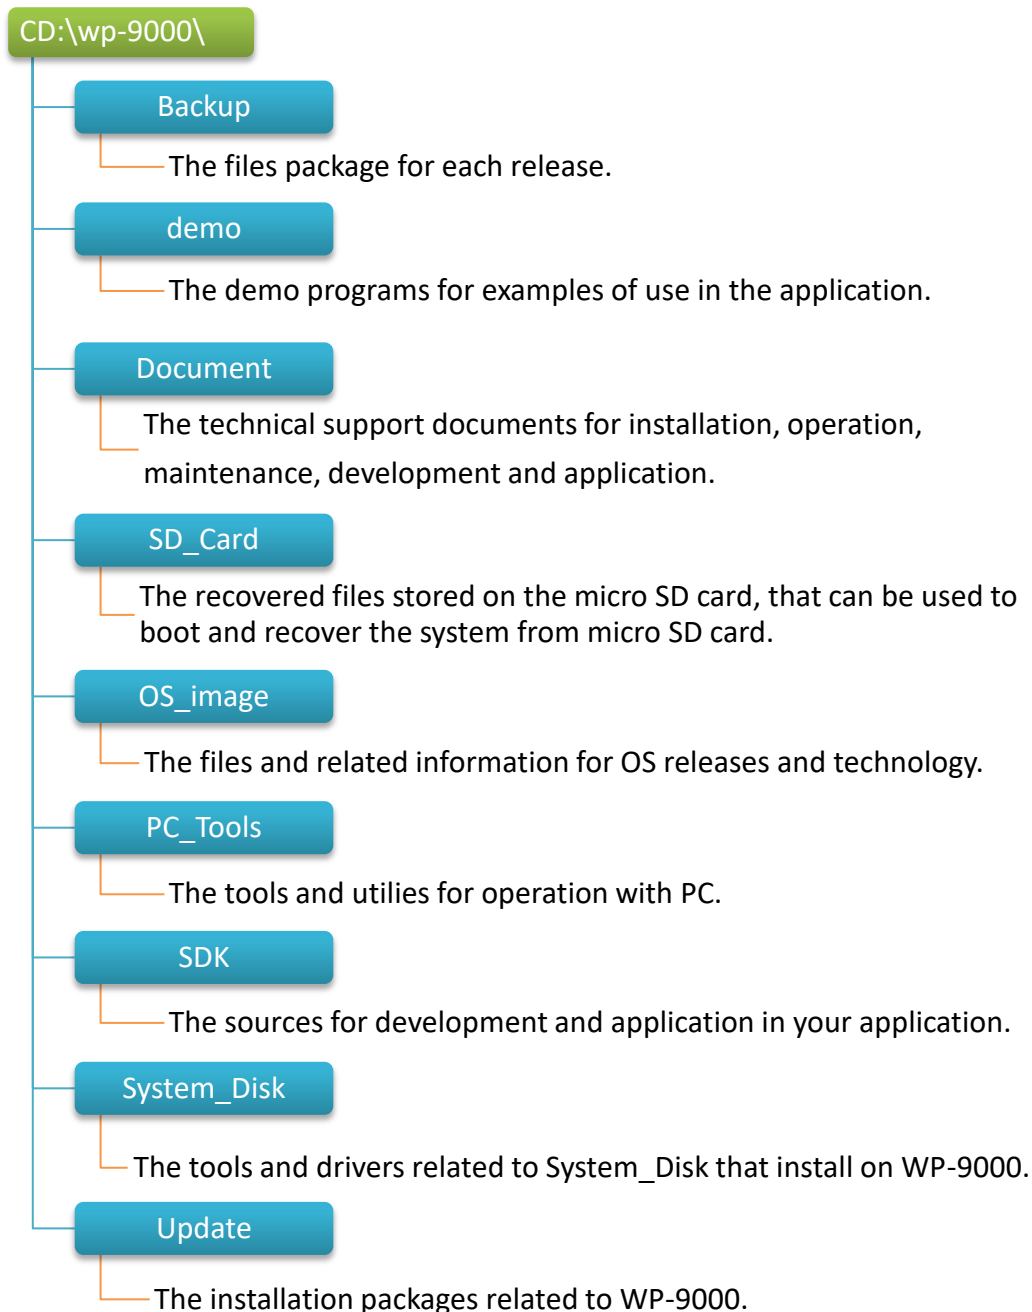 CD:\wp-9000\
Backup
The files package for each release.
demo
The demo programs for examples of use in the application.
Document
The technical support documents for installation, operation,
maintenance, development and application.
SD_Card
The recovered files stored on the micro SD card, that can be used to
boot and recover the system from micro SD card.
OS_image
The files and related information for OS releases and technology.
PC_Tools
The tools and utilies for operation with PC.
SDK
The sources for development and application in your application.
System_Disk
The tools and drivers related to System_Disk that install on WP-9000.
Update
The installation packages related to WP-9000.